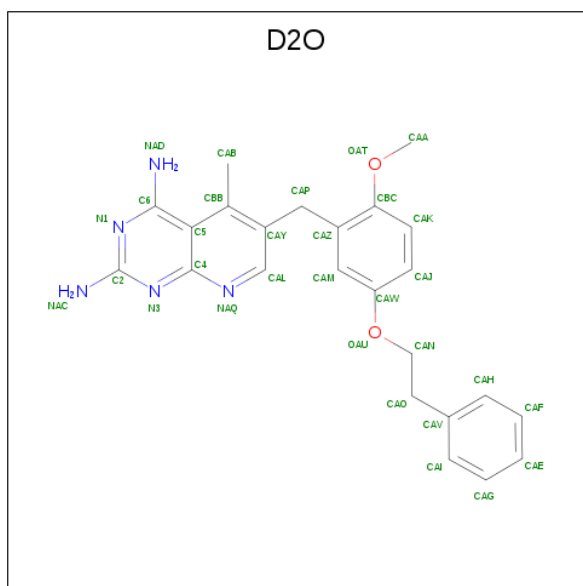 D2O
NAD
NH2
CAB
CAP
OAT
O
CAA
C6
CBB
CBC
N1
N
C5
CAY
CAZ
CAK
C2
C4
CAL
CAM
CAJ
H2N
NAC
N
N3
N
NAQ
CAW
O
OAU
CAN
CAO
CAH
CAV
CAF
CAI
CAE
CAG